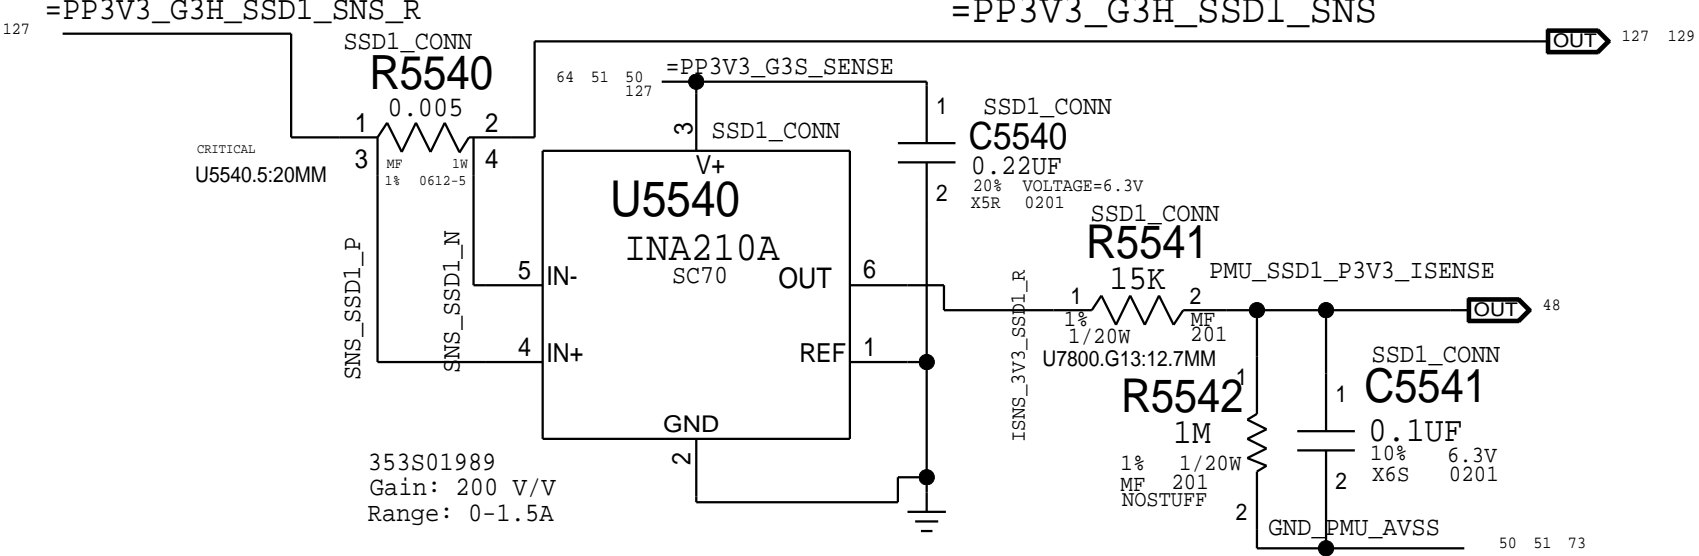 =PP3V3_G3H_SSD1_SNS_R
=PP3V3_G3H_SSD1_SNS
127
OUT
127 129
SSD1_CONN
R5540
0.005
1
2
3
4
CRITICAL
MF
1W
1%
0612-5
U5540.5:20MM
64 51 50
127
=PP3V3_G3S_SENSE
3
SSD1_CONN
V+
U5540
INA210A
SC70
1
SSD1_CONN
C5540
0.22UF
20% VOLTAGE=6.3V
X5R 0201
2
SNS_SSD1_P
SNS_SSD1_N
5
IN-
OUT
6
4
IN+
REF
1
GND
2
ISNS_3V3_SSD1_R
SSD1_CONN
R5541
15K
1
2
1%
MF
1/20W
201
U7800.G13:12.7MM
PMU_SSD1_P3V3_ISENSE
OUT
48
R5542
1
1M
1% 1/20W
MF 201
NOSTUFF
2
SSD1_CONN
1
C5541
0.1UF
10% 6.3V
X6S 0201
2
GND_PMU_AVSS
50 51 73
353S01989
Gain: 200 V/V
Range: 0-1.5A